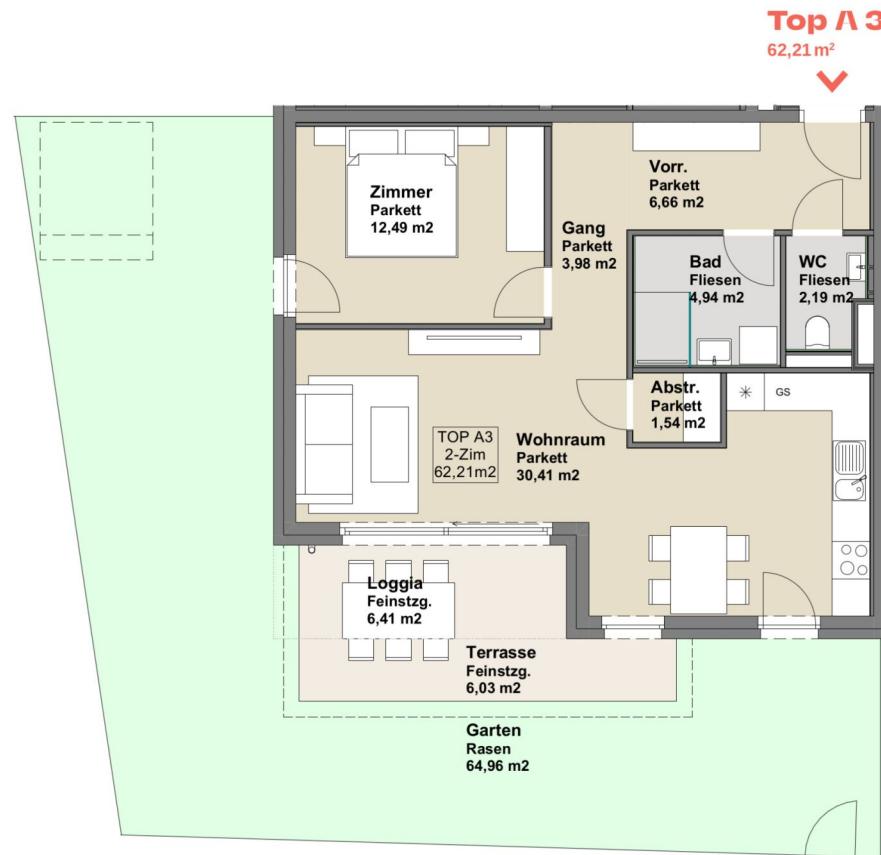 Top A 3
62,21 m²
Zimmer
Parkett
12,49 m2
Vorr.
Parkett
6,66 m2
Gang
Parkett
3,98 m2
Bad
Fliesen
4,94 m2
WC
Fliesen
2,19 m2
Abstr.
Parkett
1,54 m2
GS
TOP A3
2-Zim
62,21m2
Wohnraum
Parkett
30,41 m2
Loggia
Feinstzg.
6,41 m2
Terrasse
Feinstzg.
6,03 m2
Garten
Rasen
64,96 m2